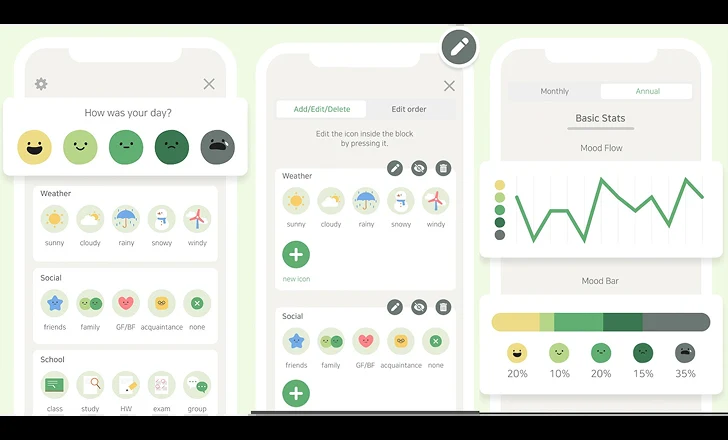 How was your day?
Weather
sunny cloudy rainy snowy windy
Social
friends family GF/BF acquaintance none
School
class study HW exam group
Add/Edit/Delete Edit order
Edit the icon inside the block
by pressing it.
Weather
sunny cloudy rainy snowy windy
new icon
Social
friends family GF/BF acquaintance none
Monthly Annual
Basic Stats
Mood Flow
Mood Bar
20% 10% 20% 15% 35%